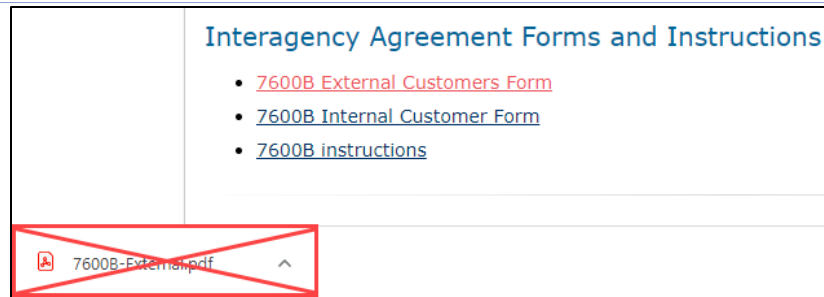 Interagency Agreement Forms and Instructions
7600B External Customers Form
7600B Internal Customer Form
7600B instructions
7600B-External.pdf